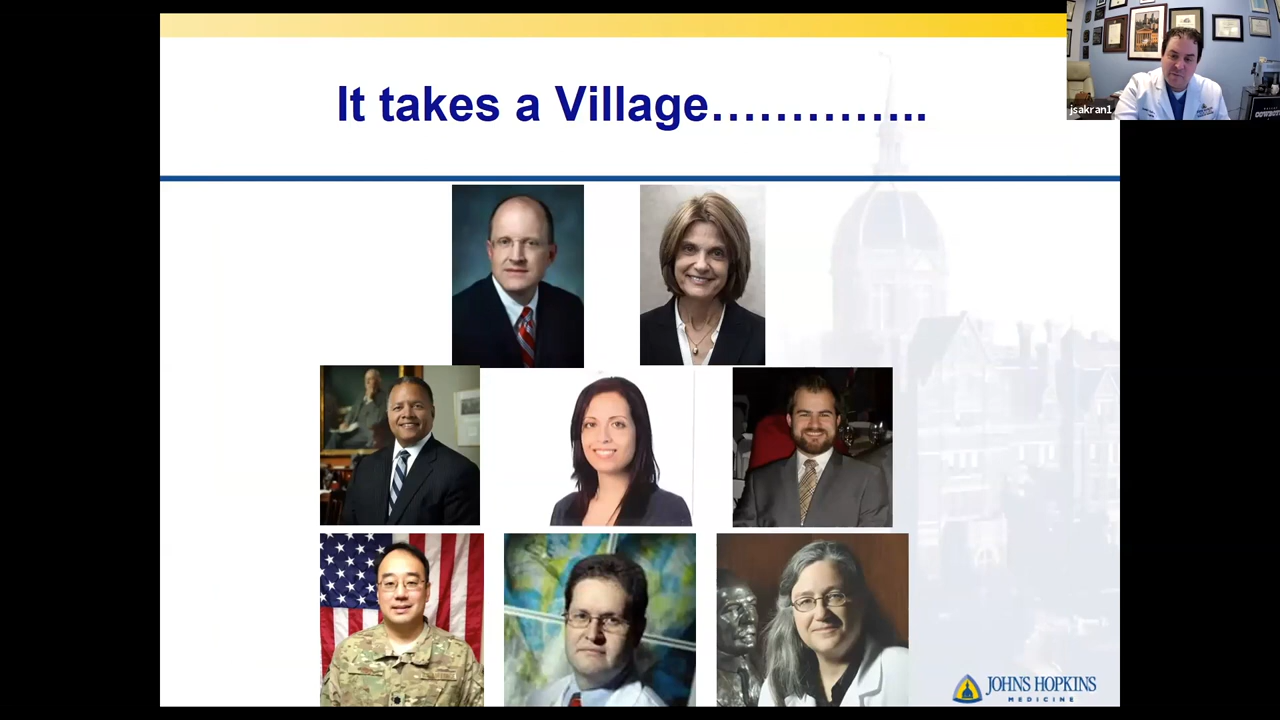 It takes a Village…………...
jsakran1
JOHNS HOPKINS
MEDICINE